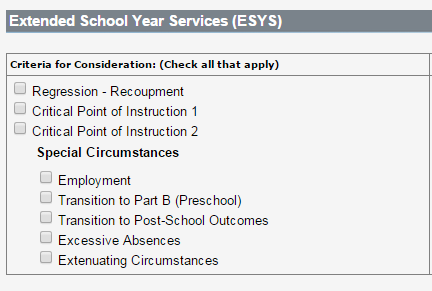 Extended School Year Services (ESYS)
Criteria for Consideration: (Check all that apply)
Regression - Recoupment
Critical Point of Instruction 1
Critical Point of Instruction 2
Special Circumstances
Employment
Transition to Part B (Preschool)
Transition to Post-School Outcomes
Excessive Absences
Extenuating Circumstances